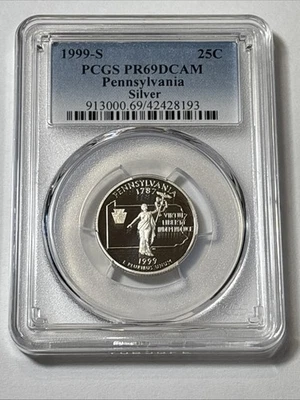 1999-S 25C
PCGS PR69DCAM
Pennsylvania
Silver
913000.69/42428193
PENNSYLVANIA
1787
VIRTUE
LIBERTY
INDEPENDENCE
1999
E PLURIBUS UNUM